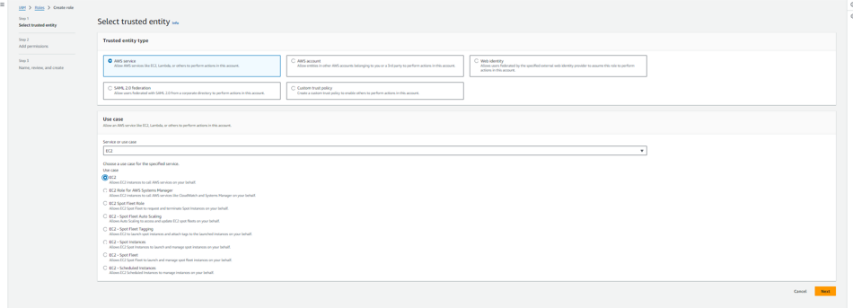 IAM > Roles > Create role
Step 1
Select trusted entity
Step 2
Add permissions
Step 3
Name, review, and create
Select trusted entity Info
Trusted entity type
AWS service
Allow AWS services like EC2, Lambda, or others to perform actions in this account.
AWS account
Allow entities in other AWS accounts belonging to you or a 3rd party to perform actions in this account.
Web identity
Allows users federated by the specified external web identity provider to assume this role to perform actions in this account.
SAML 2.0 federation
Allow users federated with SAML 2.0 from a corporate directory to perform actions in this account.
Custom trust policy
Create a custom trust policy to enable others to perform actions in this account.
Use case
Allow an AWS service like EC2, Lambda, or others to perform actions in this account.
Service or use case
EC2
Choose a use case for the specified service.
Use case
EC2
Allows EC2 instances to call AWS services on your behalf.
EC2 Role for AWS Systems Manager
Allows EC2 instances to call AWS services like CloudWatch and Systems Manager on your behalf.
EC2 Spot Fleet Role
Allows EC2 Spot Fleet to request and terminate Spot Instances on your behalf.
EC2 - Spot Fleet Auto Scaling
Allows Auto Scaling to access and update EC2 spot fleets on your behalf.
EC2 - Spot Fleet Tagging
Allows EC2 to launch spot instances and attach tags to the launched instances on your behalf.
EC2 - Spot Instances
Allows EC2 Spot Instances to launch and manage spot instances on your behalf.
EC2 - Spot Fleet
Allows EC2 Spot Fleet to launch and manage spot fleet instances on your behalf.
EC2 - Scheduled Instances
Allows EC2 Scheduled Instances to manage instances on your behalf.
Cancel
Next